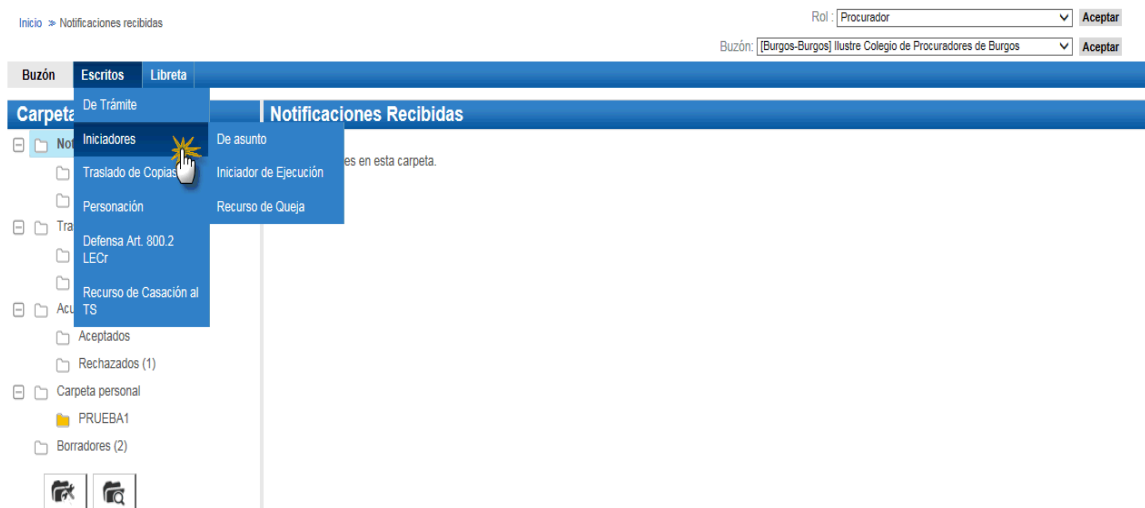 Inicio ≫ Notificaciones recibidas
Rol : Procurador Aceptar
Buzón: [Burgos-Burgos] Ilustre Colegio de Procuradores de Burgos Aceptar
Buzón Escritos Libreta
Carpeta
De Trámite
Notificaciones Recibidas
Iniciadores
De asunto
es en esta carpeta.
Traslado de Copias
Iniciador de Ejecución
Personación
Recurso de Queja
Tra
Defensa Art. 800.2
LECr
Recurso de Casación al
Acu
TS
Aceptados
Rechazados (1)
Carpeta personal
PRUEBA1
Borradores (2)